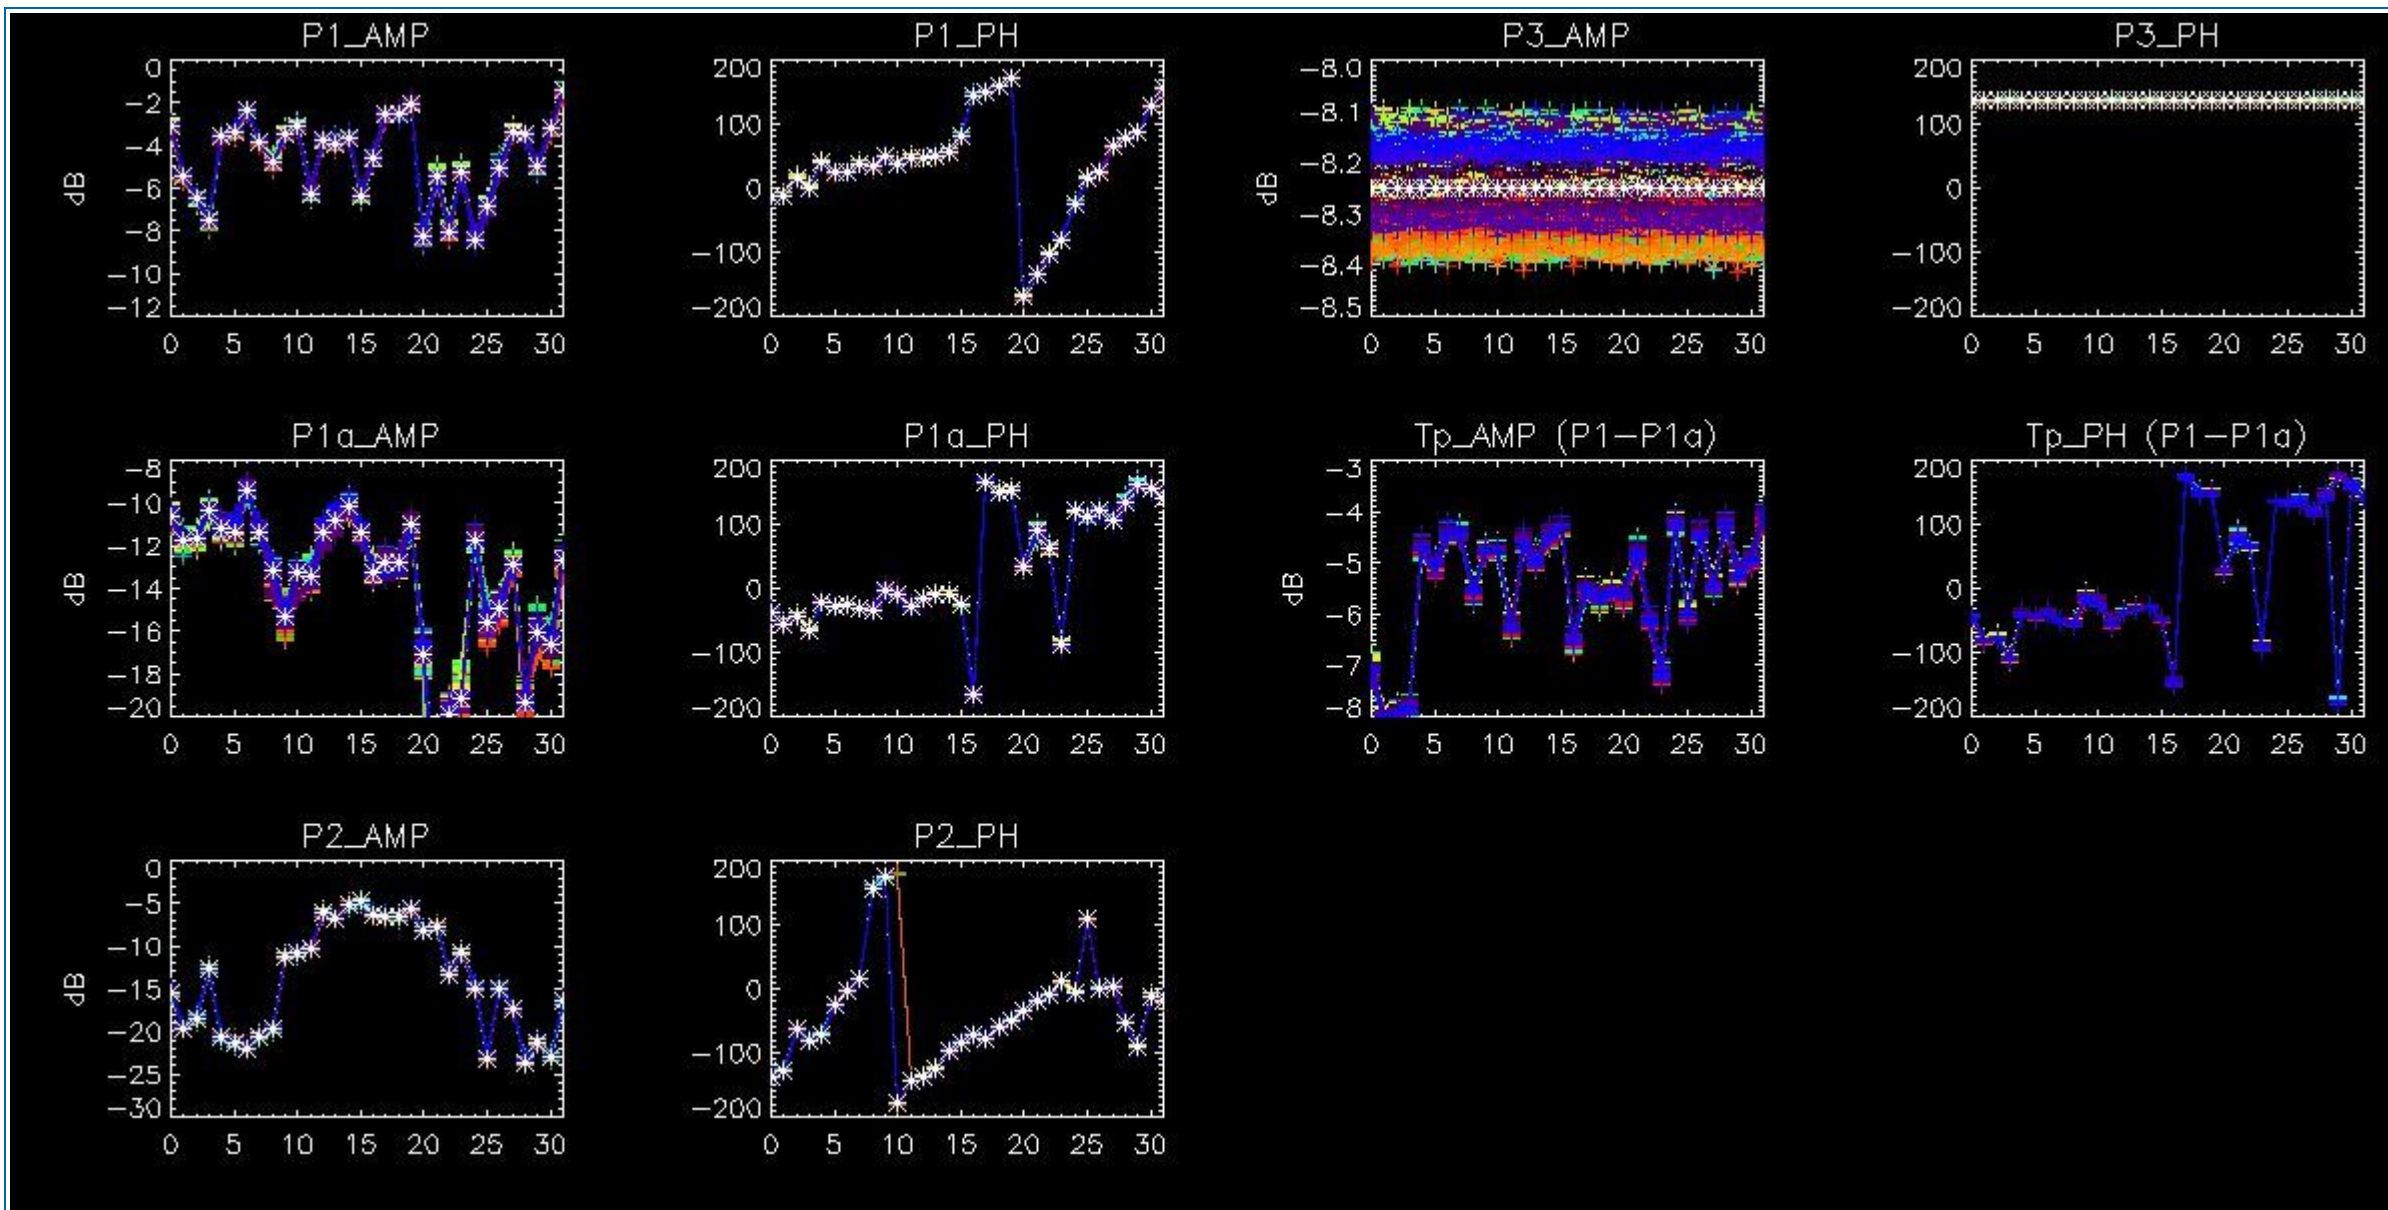 P1_AMP
0
−2
−4
−6
−8
−10
−12
dB
0 5 10 15 20 25 30
P1_PH
200
100
0
−100
−200
0 5 10 15 20 25 30
P3_AMP
−8.0
−8.1
−8.2
−8.3
−8.4
−8.5
dB
0 5 10 15 20 25 30
P3_PH
200
100
0
−100
−200
0 5 10 15 20 25 30
P1a_AMP
−8
−10
−12
−14
−16
−18
−20
dB
0 5 10 15 20 25 30
P1a_PH
200
100
0
−100
−200
0 5 10 15 20 25 30
Tp_AMP (P1−P1a)
−3
−4
−5
−6
−7
−8
dB
0 5 10 15 20 25 30
Tp_PH (P1−P1a)
200
100
0
−100
−200
0 5 10 15 20 25 30
P2_AMP
0
−5
−10
−15
−20
−25
−30
dB
0 5 10 15 20 25 30
P2_PH
200
100
0
−100
−200
0 5 10 15 20 25 30